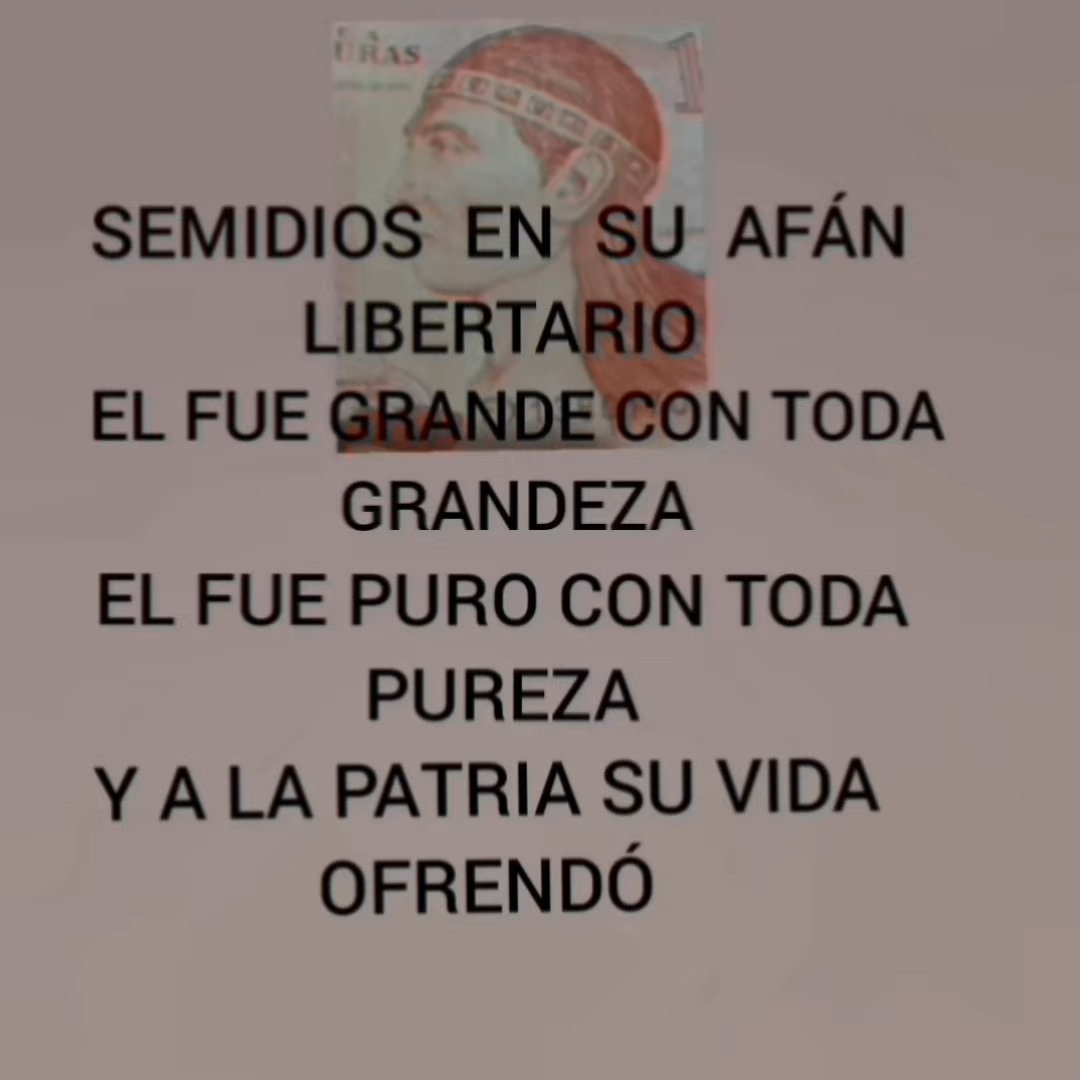 URAS
1
SEMIDIOS EN SU AFÁN
LIBERTARIO
EL FUE GRANDE CON TODA
GRANDEZA
EL FUE PURO CON TODA
PUREZA
Y A LA PATRIA SU VIDA
OFRENDÓ